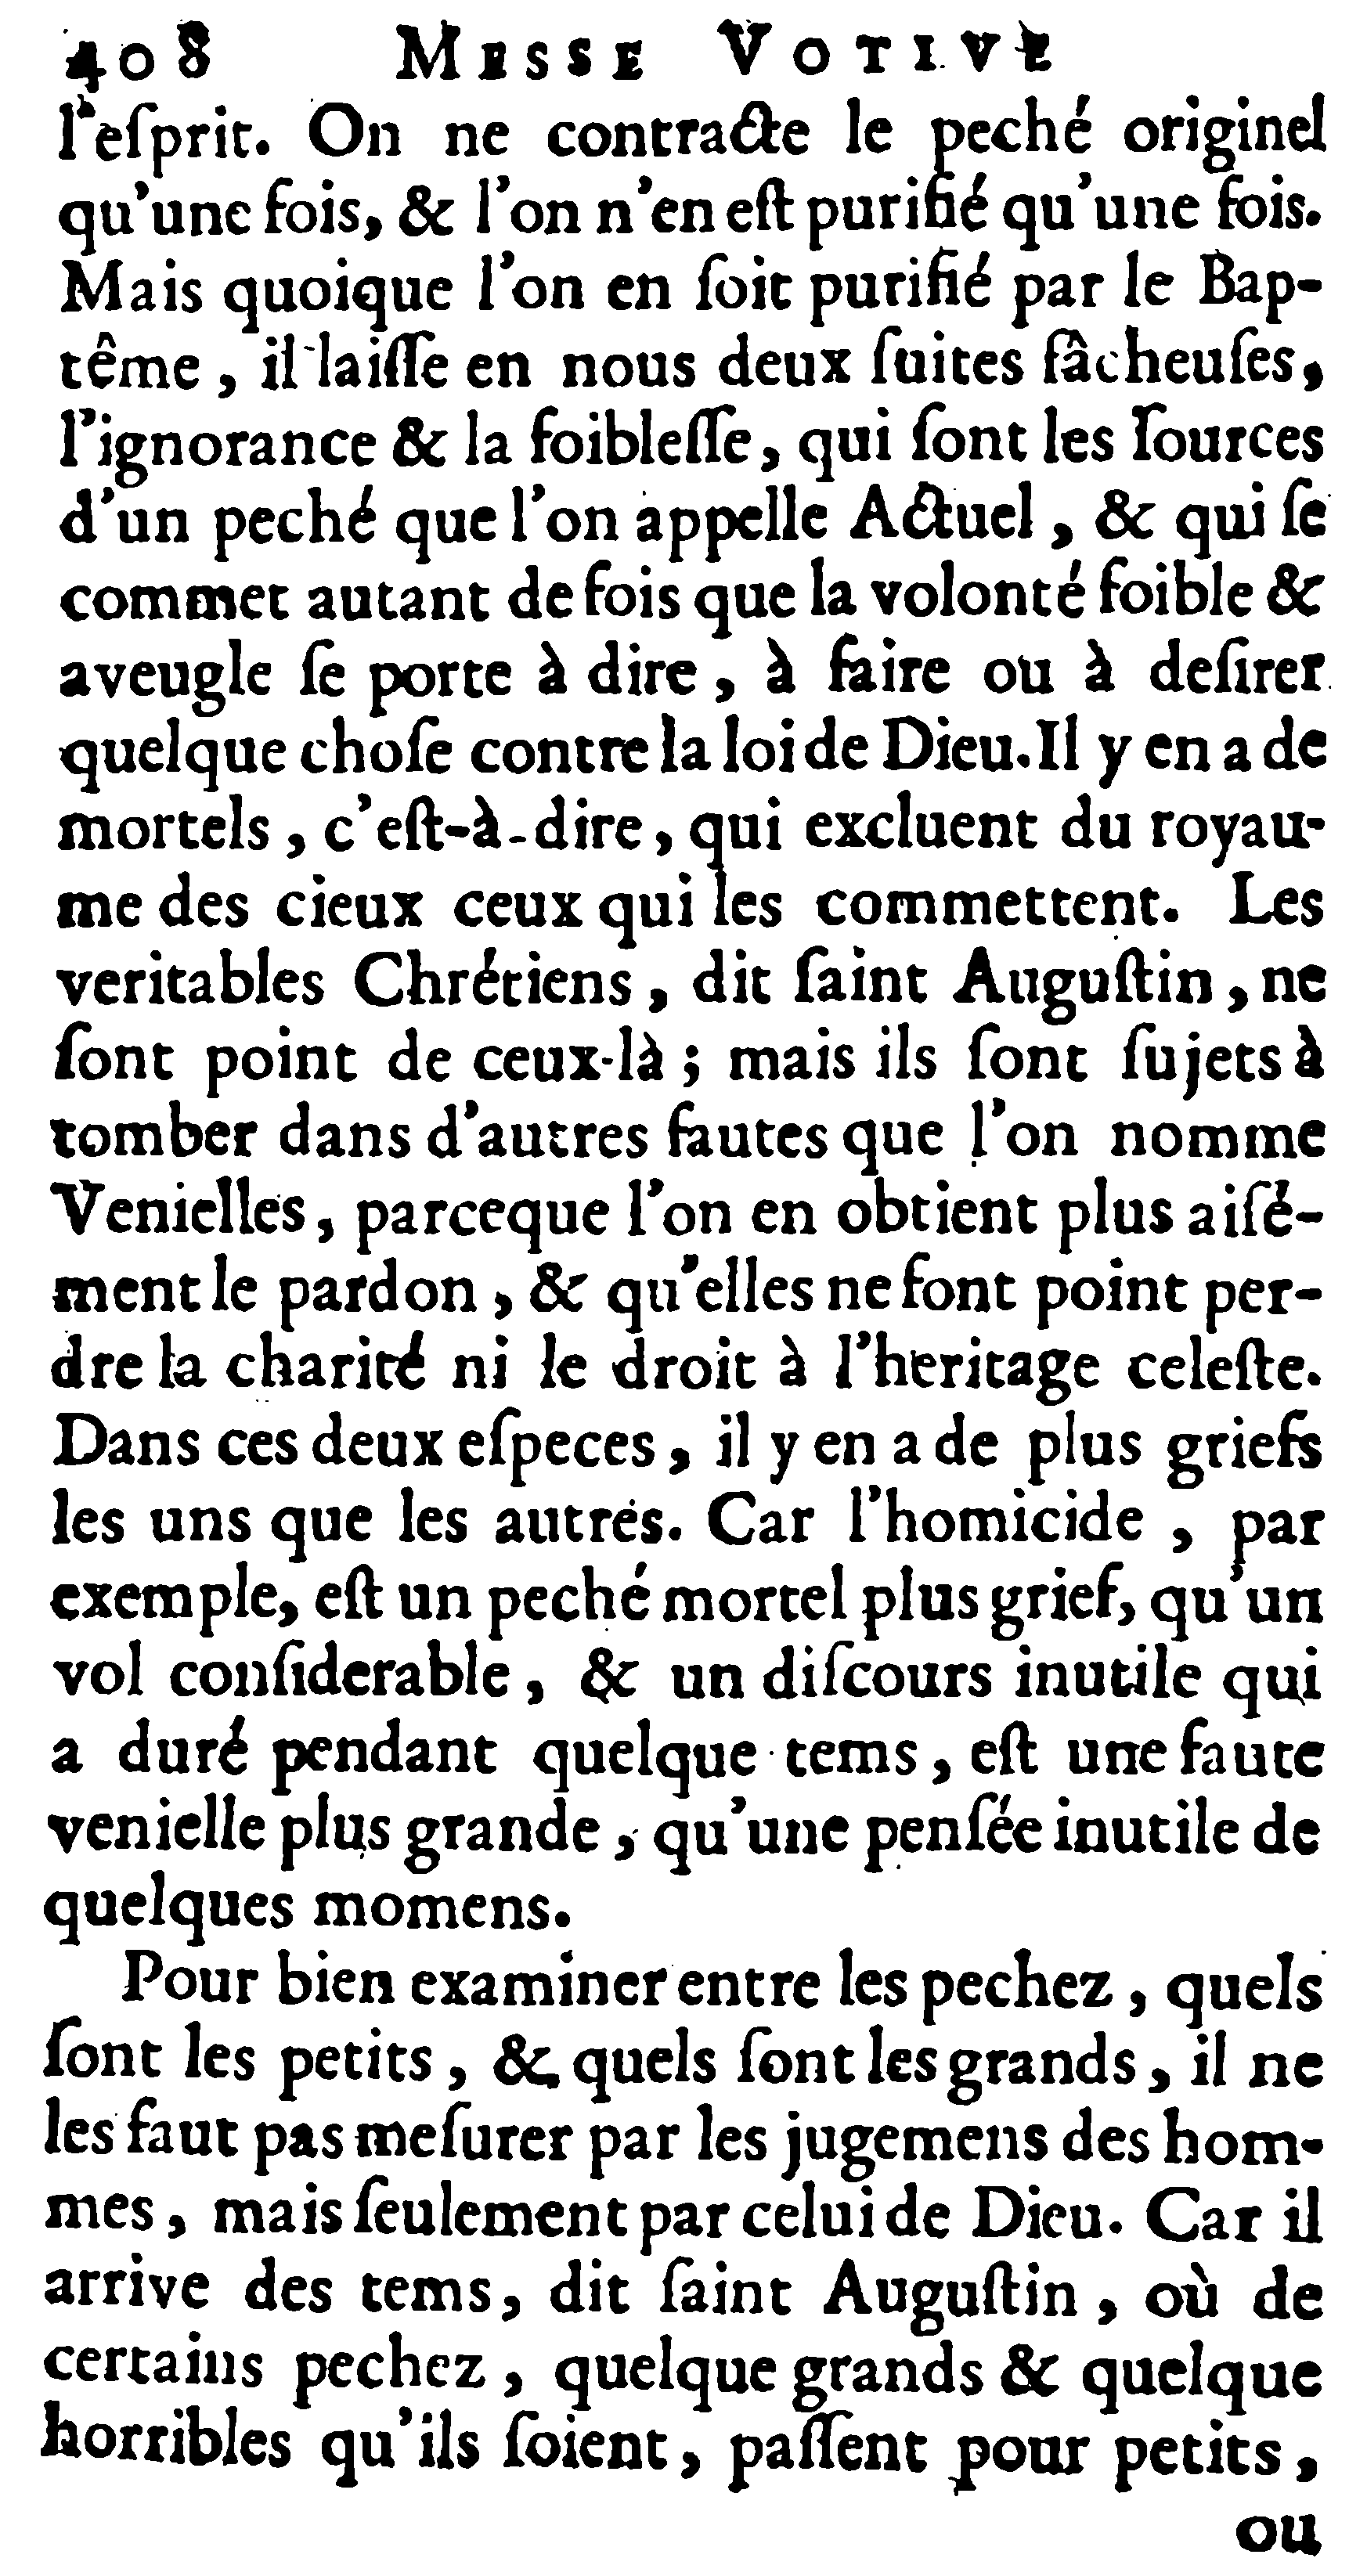 408 MESSE VOTIVE
l'eſprit. On ne contracte le peché originel
qu'une fois, & l'on n'en eſt purifié qu'une fois.
Mais quoique l'on en ſoit purifié par le Bap-
tême, il laiſſe en nous deux ſuites fâcheuſes,
l'ignorance & la foibleſſe, qui ſont les ſources
d'un peché que l'on appelle Actuel, & qui ſe
commet autant de fois que la volonté foible &
aveugle ſe porte à dire, à faire ou à deſirer
quelque choſe contre la loi de Dieu. Il y en a de
mortels, c'eſt-à-dire, qui excluent du royau-
me des cieux ceux qui les commettent. Les
veritables Chrétiens, dit ſaint Auguſtin, ne
ſont point de ceux-là; mais ils ſont ſujets à
tomber dans d'autres fautes que l'on nomme
Venielles, parceque l'on en obtient plus aiſé-
ment le pardon, & qu'elles ne font point per-
dre la charité ni le droit à l'heritage celeſte.
Dans ces deux eſpeces, il y en a de plus griefs
les uns que les autres. Car l'homicide, par
exemple, eſt un peché mortel plus grief, qu'un
vol conſiderable, & un diſcours inutile qui
a duré pendant quelque tems, eſt une faute
venielle plus grande, qu'une penſée inutile de
quelques momens.
Pour bien examiner entre les pechez, quels
ſont les petits, & quels ſont les grands, il ne
les faut pas meſurer par les jugemens des hom-
mes, mais ſeulement par celui de Dieu. Car il
arrive des tems, dit ſaint Auguſtin, où de
certains pechez, quelque grands & quelque
horribles qu'ils ſoient, paſſent pour petits,
ou